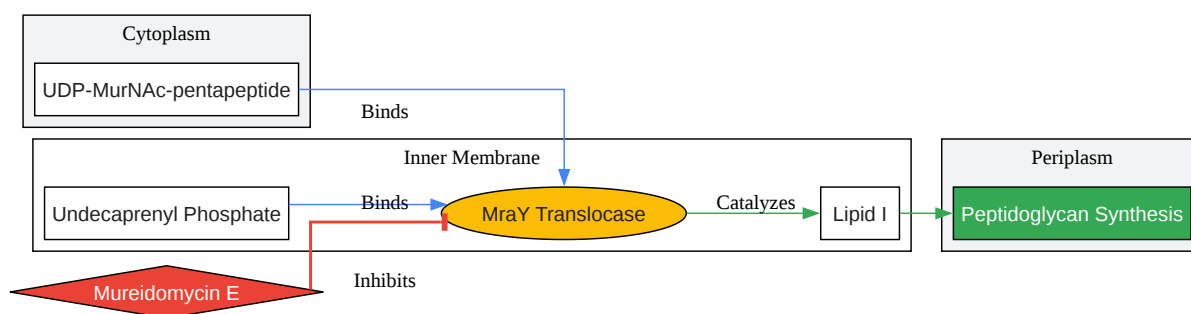 Cytoplasm
UDP-MurNAc-pentapeptide
Binds
Inner Membrane
Periplasm
Undecaprenyl Phosphate
Binds
MraY Translocase
Catalyzes
Lipid I
Peptidoglycan Synthesis
Inhibits
Mureidomycin E